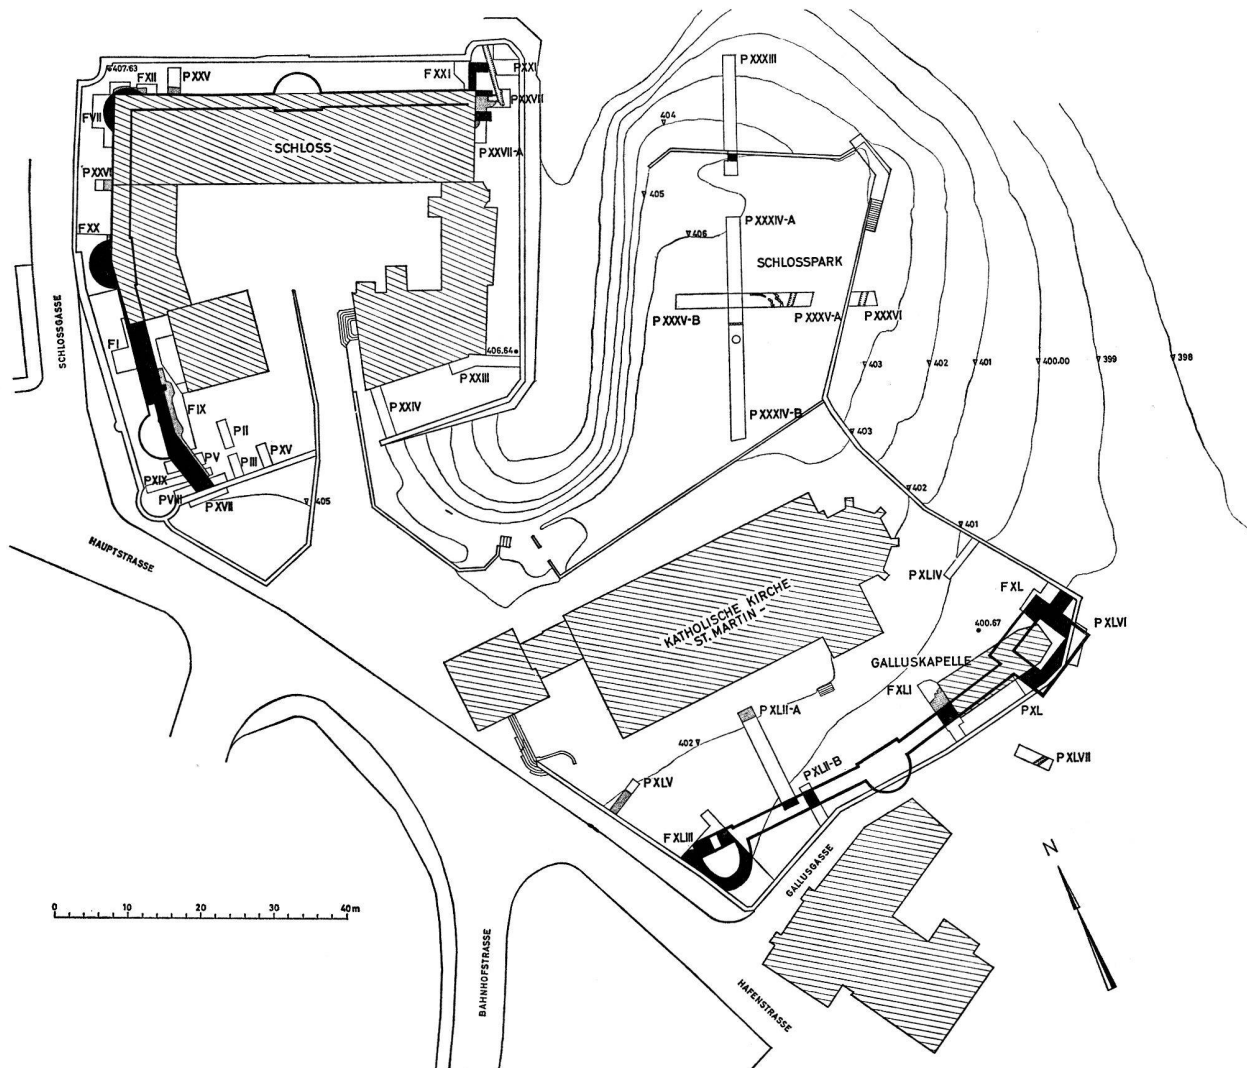 407.63
F XII
P XXV
F XXI
P XXI
P XXXIII
P XXVII
F VII
404
SCHLOSS
P XXVII-A
405
F XX
P XXXIV-A
406
SCHLOSSPARK
SCHLOSSGASSE
P XXXV-B
P XXXV-A
P XXXVI
F I
406.64
P XXIII
403
402
401
400.00
399
398
F IX
P XXIV
P XXXIV-B
P II
403
P V
P III
P XV
P XIX
P VIII
P XVII
405
402
401
HAUPTSTRASSE
P XLIV
F XL
KATHOLISCHE KIRCHE
- ST. MARTIN -
400.67
P XLVI
GALLUSKAPELLE
F XLI
P XLII-A
P XL
402
P XLII-B
P XLVII
P XLV
F XLIII
GALLUSGASSE
N
0 10 20 30 40m
BAHNHOFSTRASSE
HAFENSTRASSE